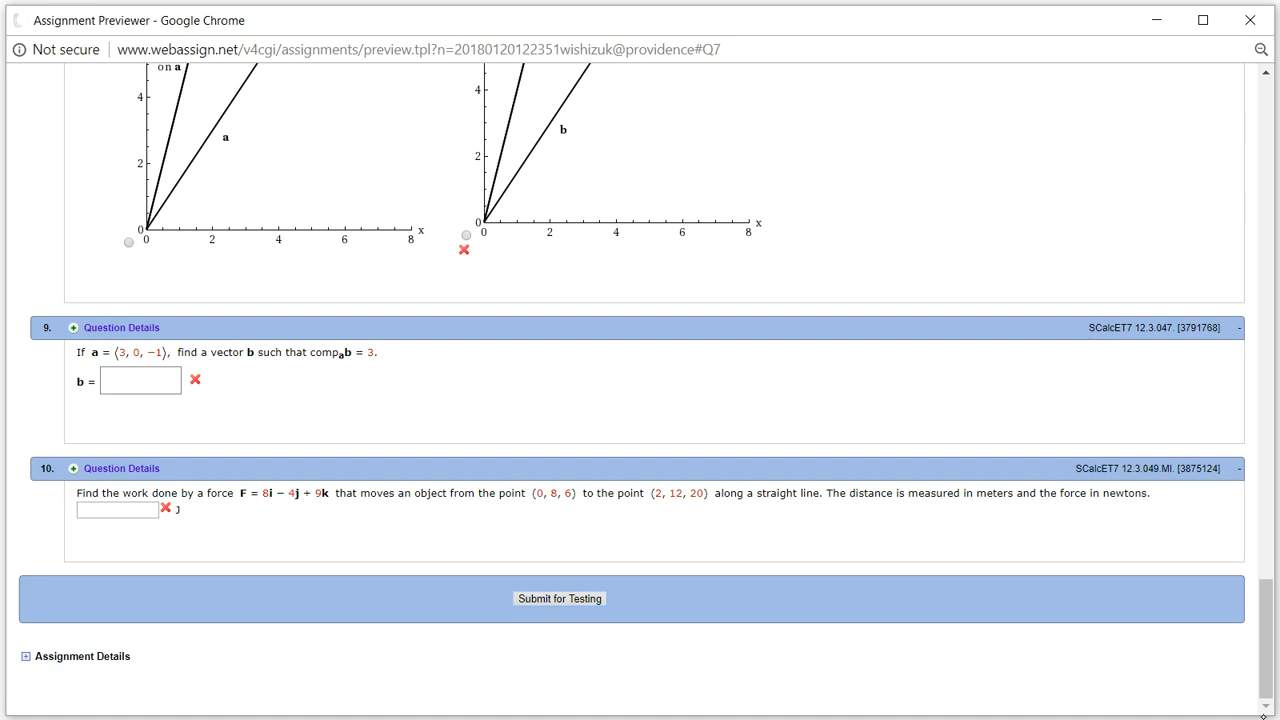 Assignment Previewer - Google Chrome
Not secure | www.webassign.net/v4cgi/assignments/preview.tpl?n=20180120122351wishizuk@providence#Q7
on a
4
2
0
0 2 4 6 8 x
a
4
2
0
0 2 4 6 8 x
b
9. Question Details SCalcET7 12.3.047. [3791768] -
If a = ⟨3, 0, −1⟩, find a vector b such that compab = 3.
b =
10. Question Details SCalcET7 12.3.049.MI. [3875124] -
Find the work done by a force F = 8i − 4j + 9k that moves an object from the point (0, 8, 6) to the point (2, 12, 20) along a straight line. The distance is measured in meters and the force in newtons.
J
Submit for Testing
Assignment Details